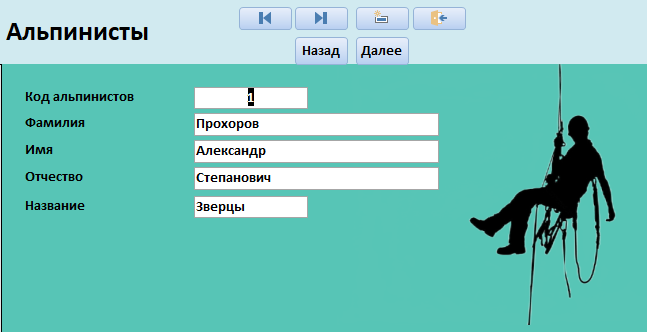 Альпинисты
Назад Далее
Код альпинистов 1
Фамилия Прохоров
Имя Александр
Отчество Степанович
Название Зверцы